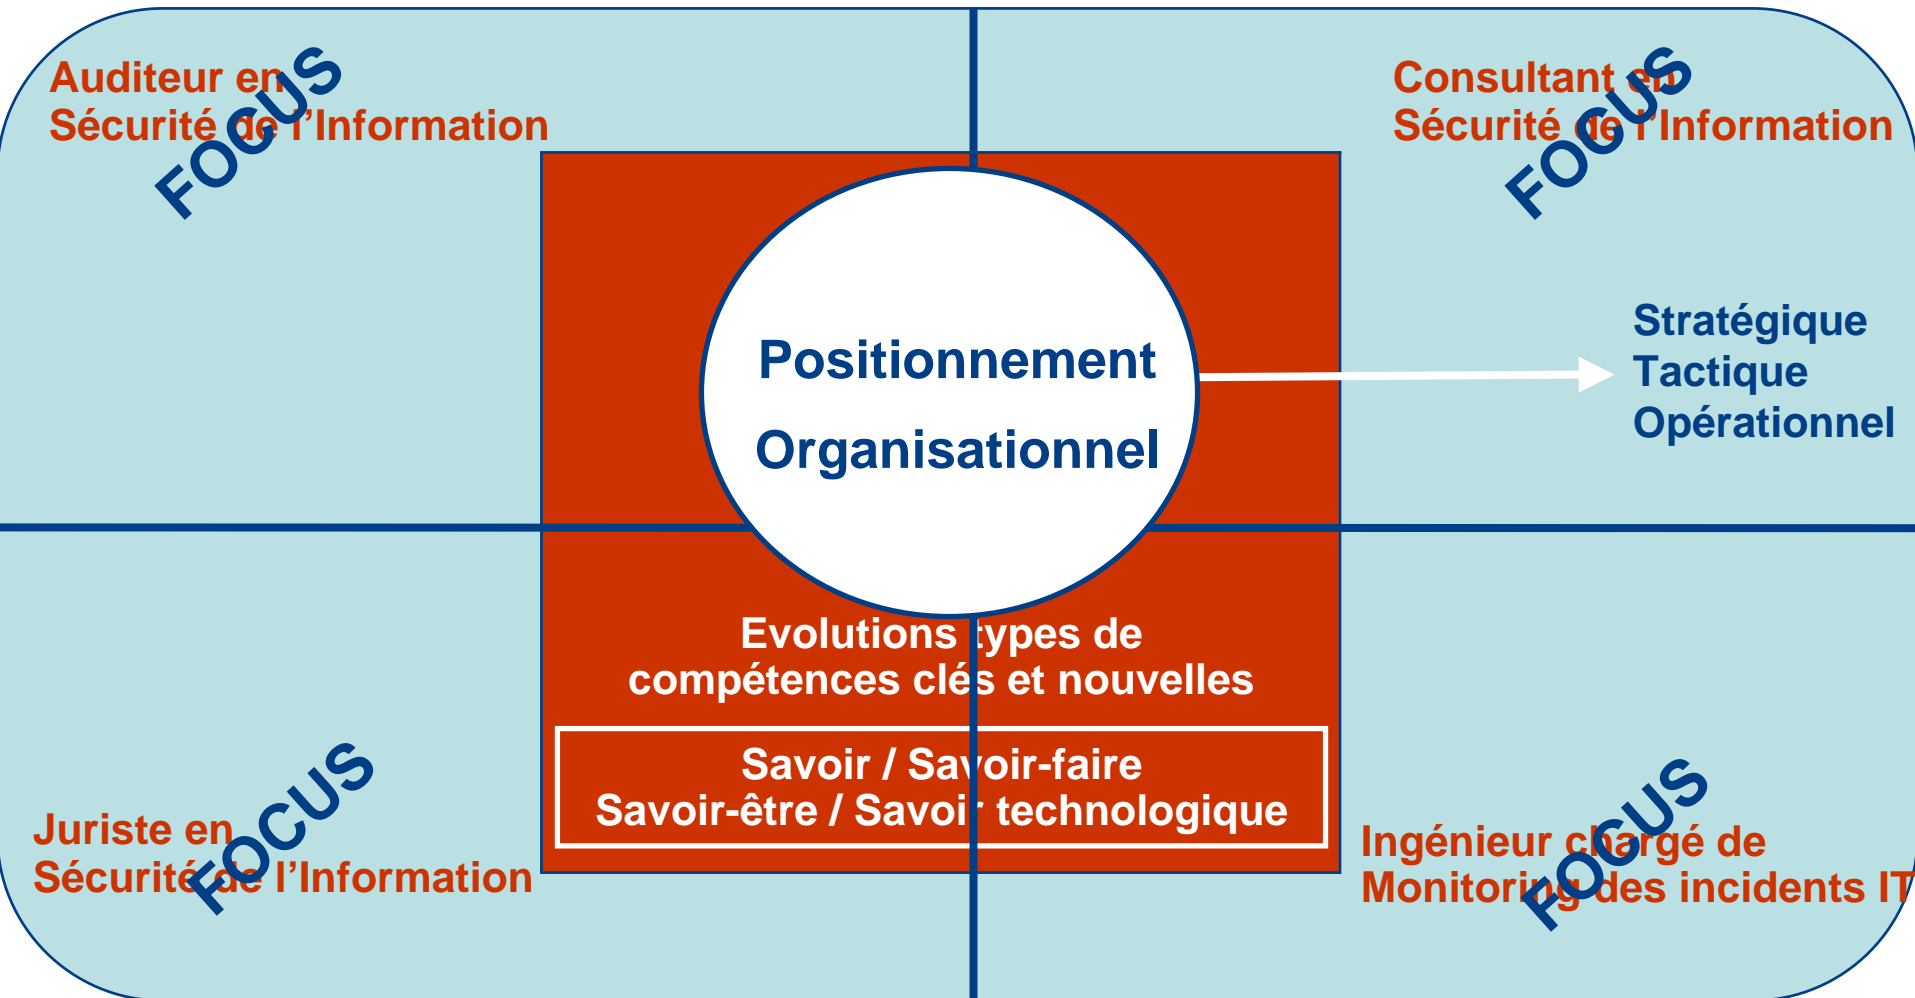 Auditeur en
Sécurité de l'Information
FOCUS
Consultant en
Sécurité de l'Information
FOCUS
Positionnement
Organisationnel
Stratégique
Tactique
Opérationnel
Evolutions types de
compétences clés et nouvelles
Savoir / Savoir-faire
Savoir-être / Savoir technologique
Juriste en
Sécurité de l'Information
FOCUS
Ingénieur chargé de
Monitoring des incidents IT
FOCUS